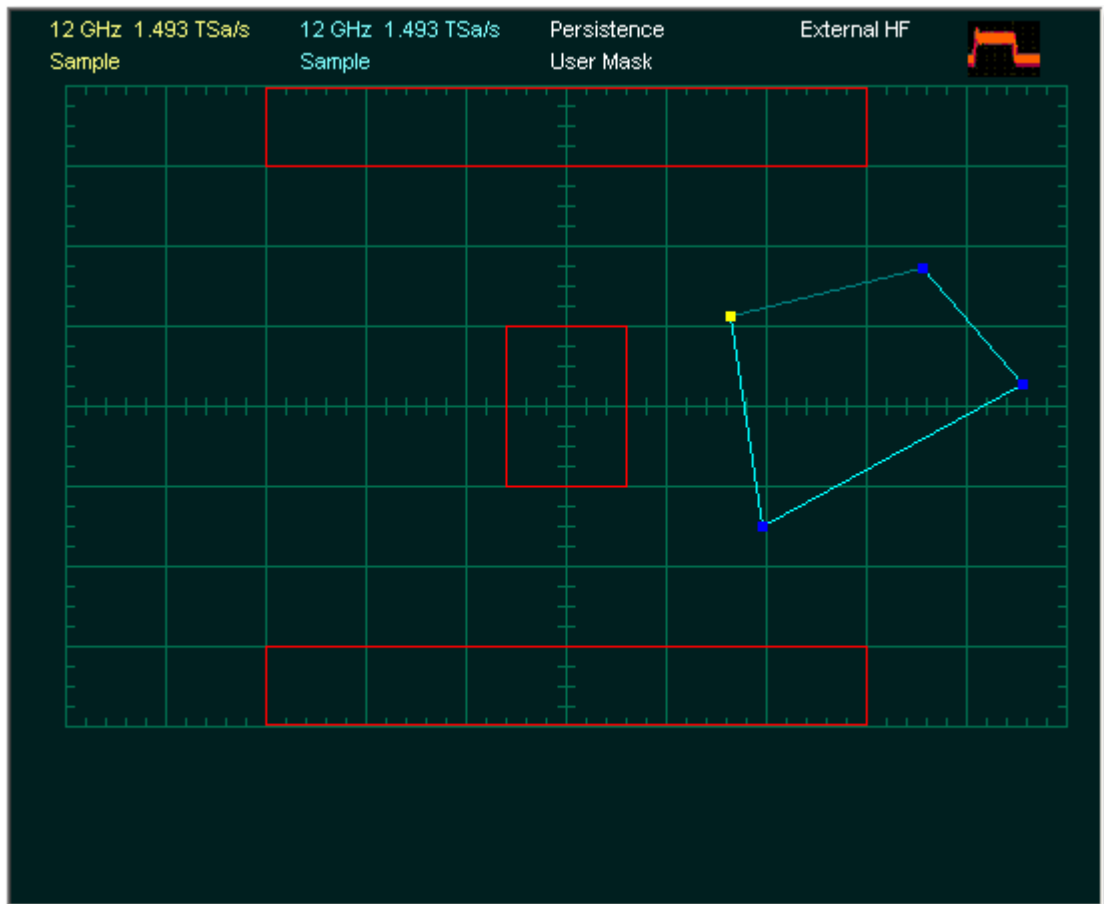 12 GHz 1.493 TSa/s 12 GHz 1.493 TSa/s Persistence External HF
Sample Sample User Mask